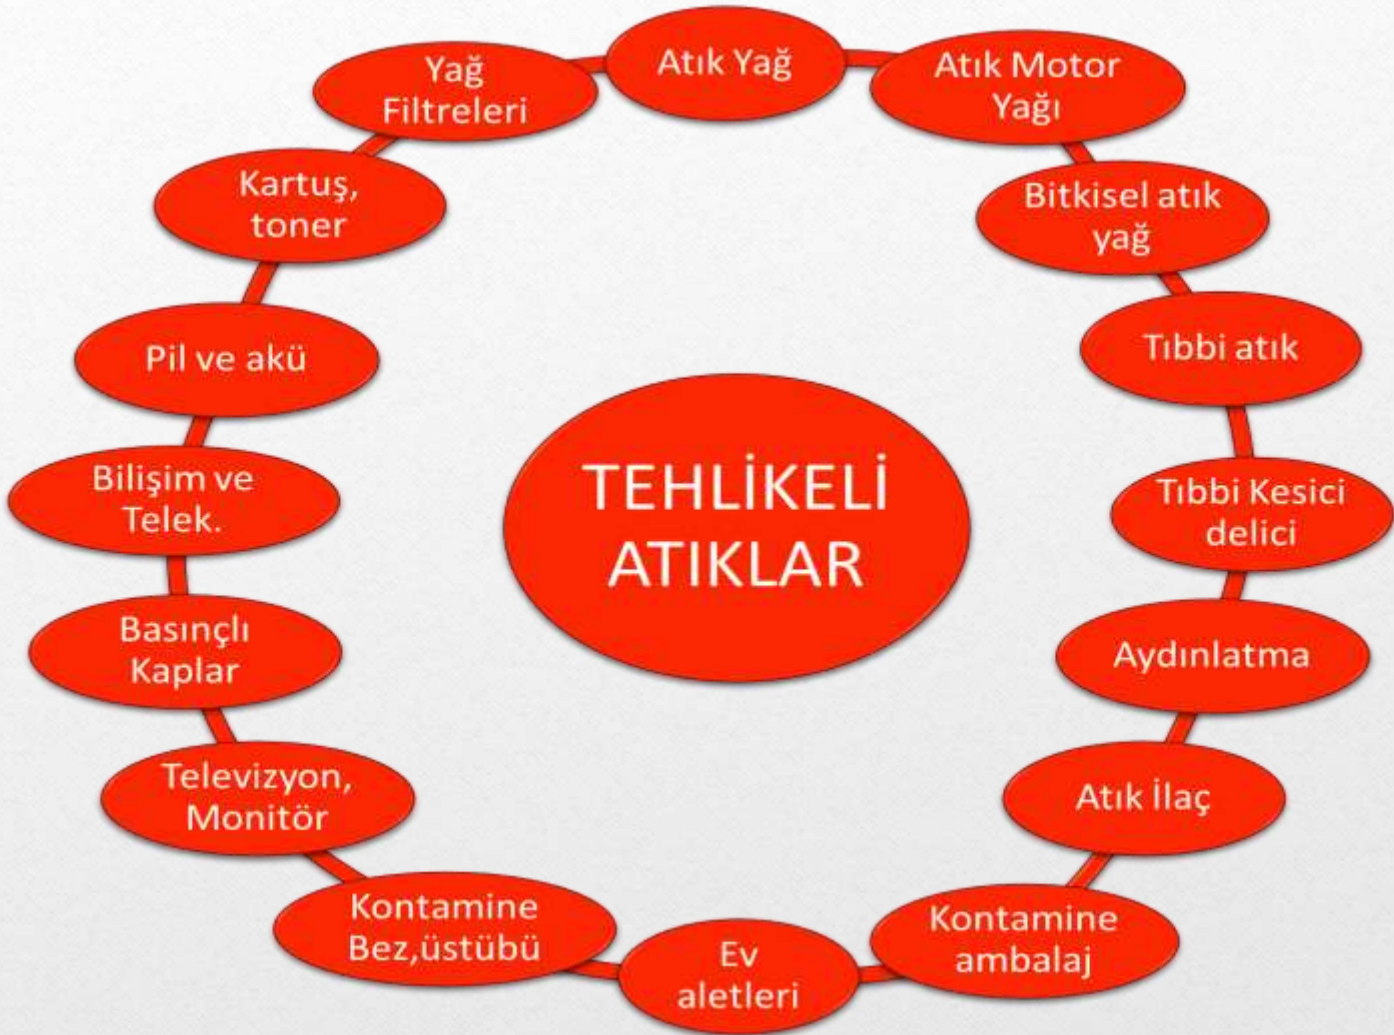 Atık Yağ
Atık Motor
Yağı
Bitkisel atık
yağ
Tıbbi atık
Tıbbi Kesici
delici
Aydınlatma
Atık İlaç
Kontamine
ambalaj
Ev
aletleri
Kontamine
Bez,üstübü
Televizyon,
Monitör
Basınçlı
Kaplar
Bilişim ve
Telek.
Pil ve akü
Kartuş,
toner
Yağ
Filtreleri
TEHLİKELİ
ATIKLAR